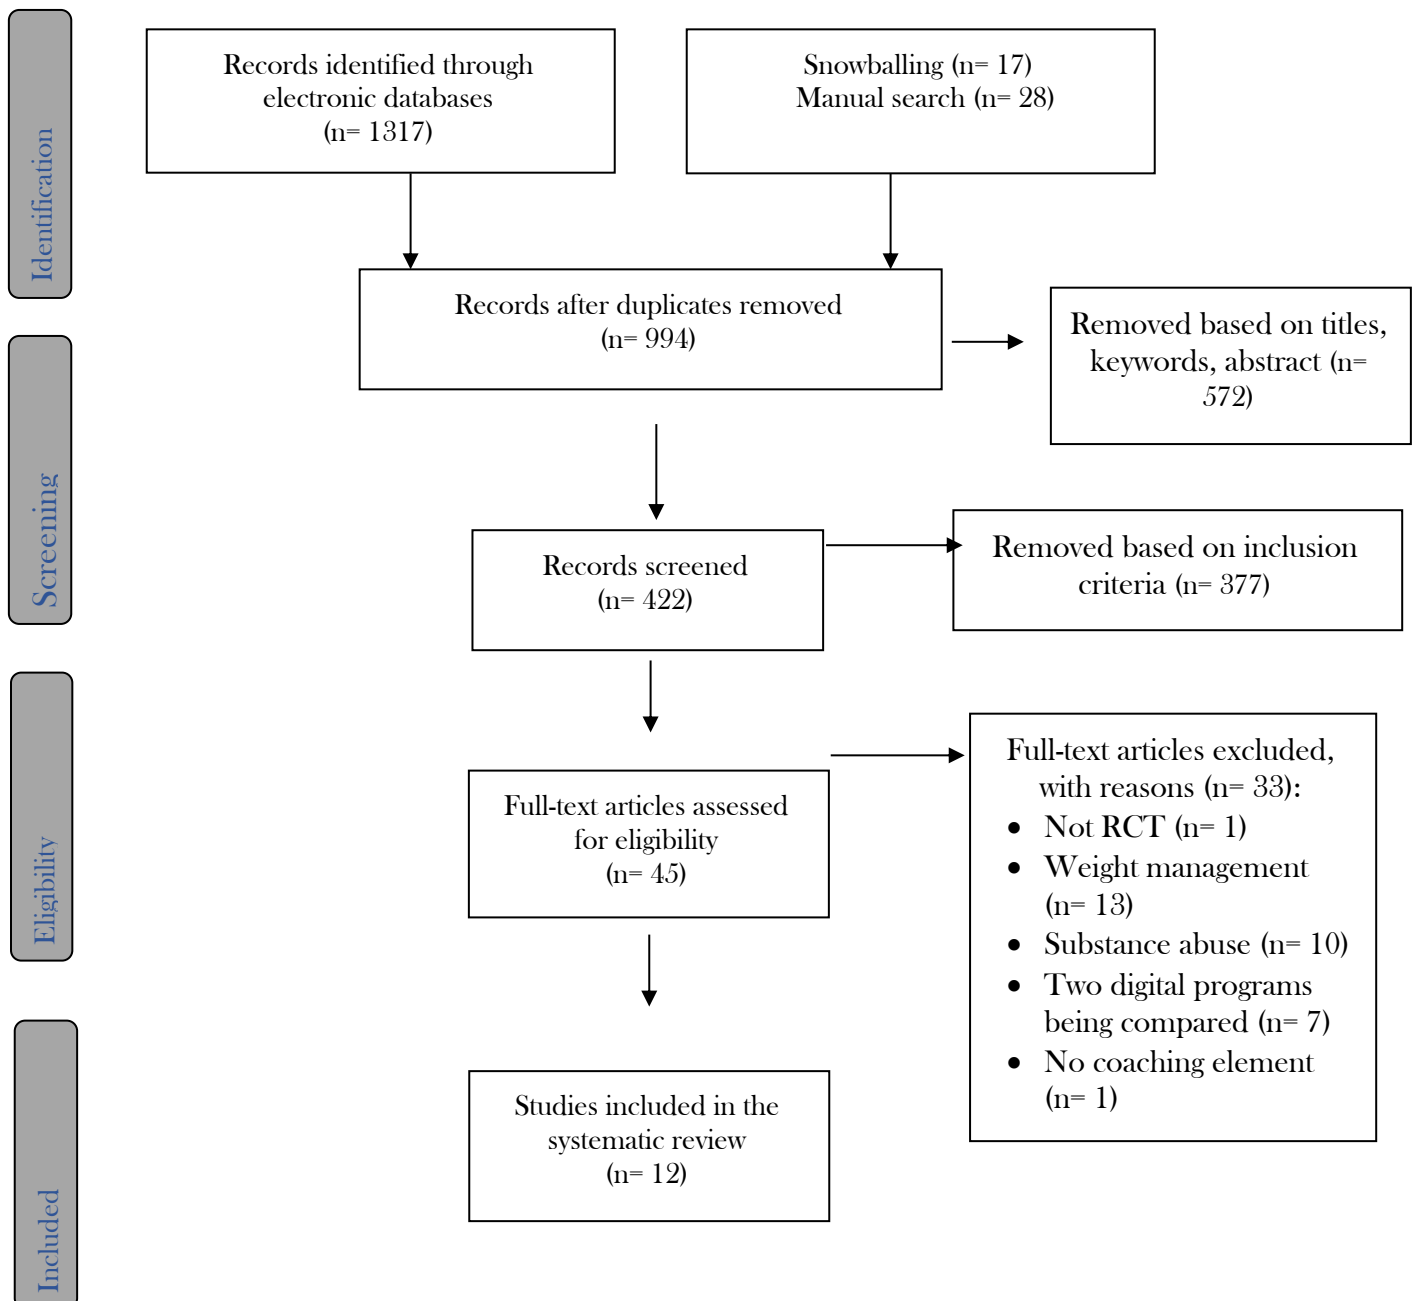 Identification
Records identified through
electronic databases
(n= 1317)
Snowballing (n= 17)
Manual search (n= 28)
Records after duplicates removed
(n= 994)
Removed based on titles,
keywords, abstract (n=
572)
Screening
Records screened
(n= 422)
Removed based on inclusion
criteria (n= 377)
Eligibility
Full-text articles assessed
for eligibility
(n= 45)
Full-text articles excluded,
with reasons (n= 33):
• Not RCT (n= 1)
• Weight management
(n= 13)
• Substance abuse (n= 10)
• Two digital programs
being compared (n= 7)
• No coaching element
(n= 1)
Included
Studies included in the
systematic review
(n= 12)